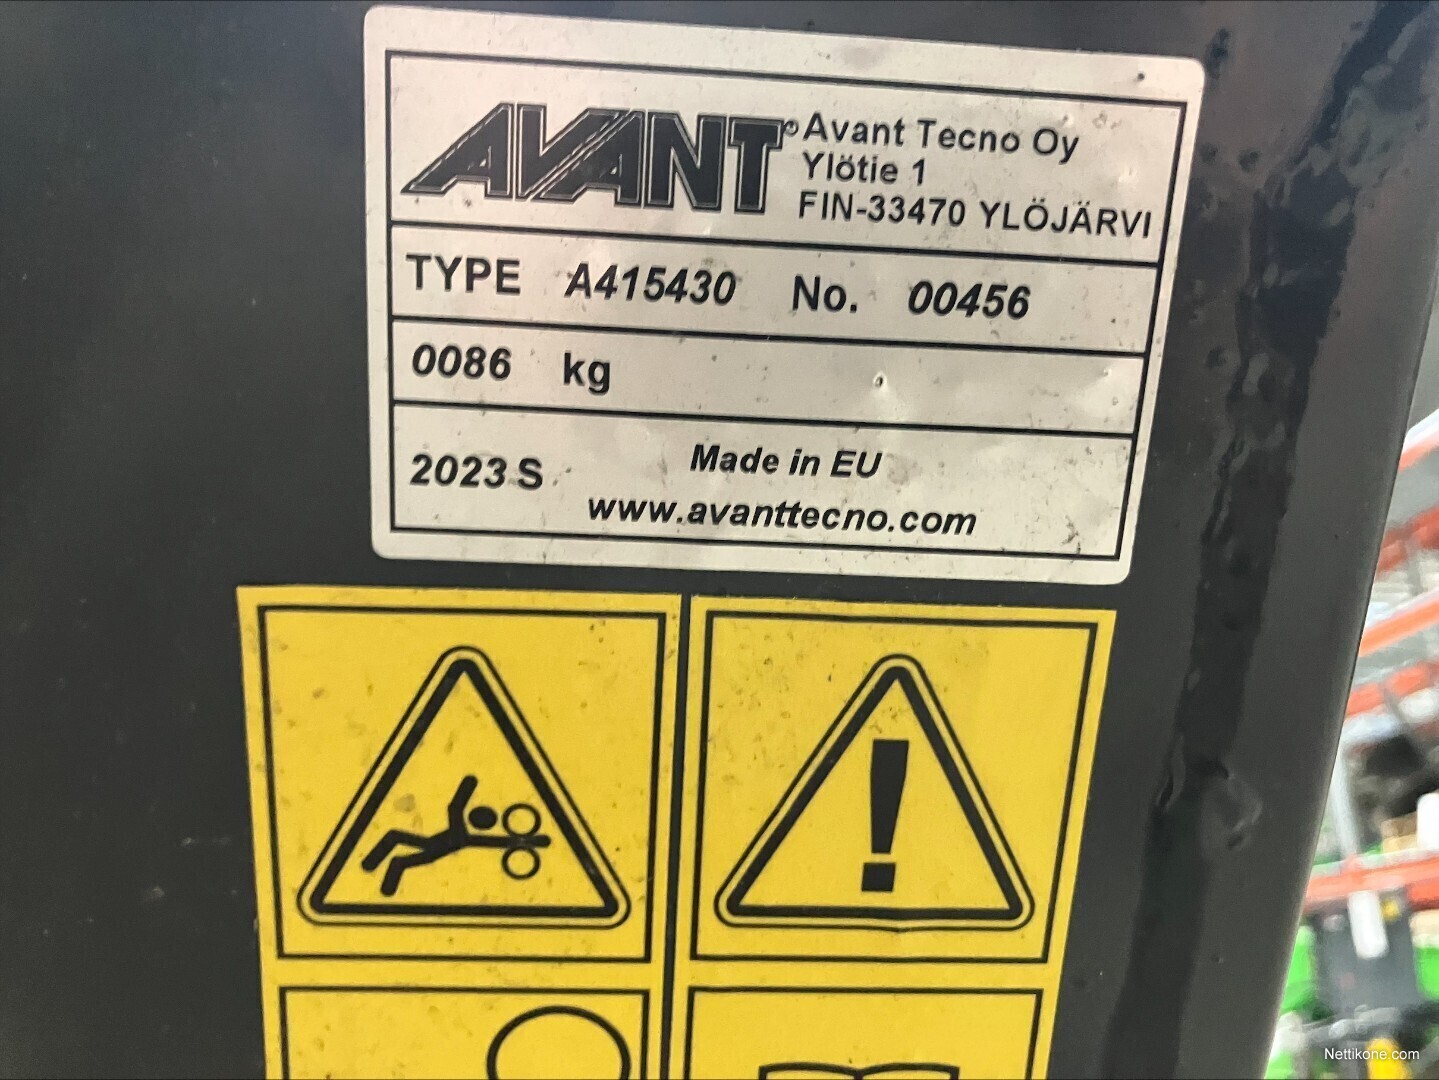 AVANT® Avant Tecno Oy
Ylötie 1
FIN-33470 YLÖJÄRVI
TYPE A415430 No. 00456
0086 kg
2023 S Made in EU
www.avanttecno.com
!
Nettikone.com